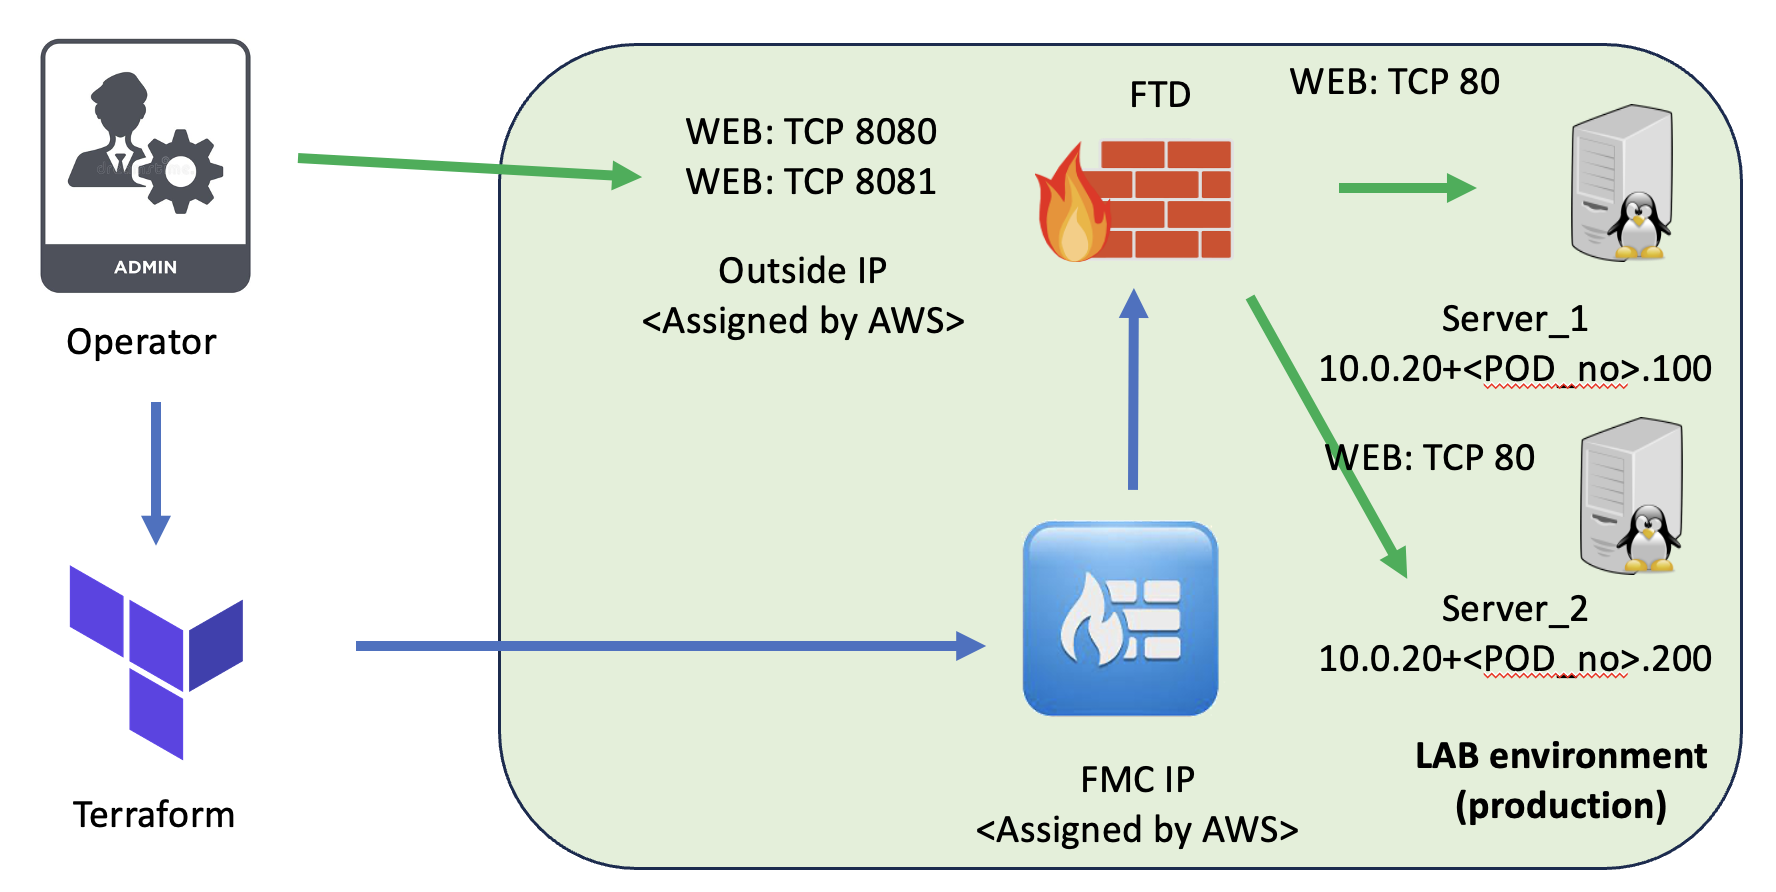 ADMIN
Operator
Terraform
WEB: TCP 8080
WEB: TCP 8081
Outside IP
<Assigned by AWS>
FTD
WEB: TCP 80
Server_1
10.0.20+<POD_no>.100
WEB: TCP 80
Server_2
10.0.20+<POD_no>.200
FMC IP
<Assigned by AWS>
LAB environment
(production)